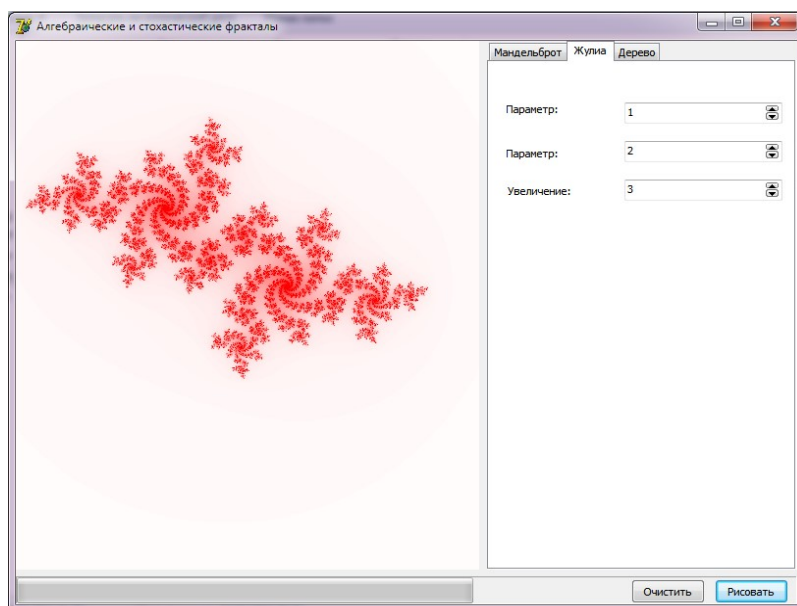 Алгебраические и стохастические фракталы
Мандельброт Жулиа Дерево
Параметр: 1
Параметр: 2
Увеличение: 3
Очистить Рисовать